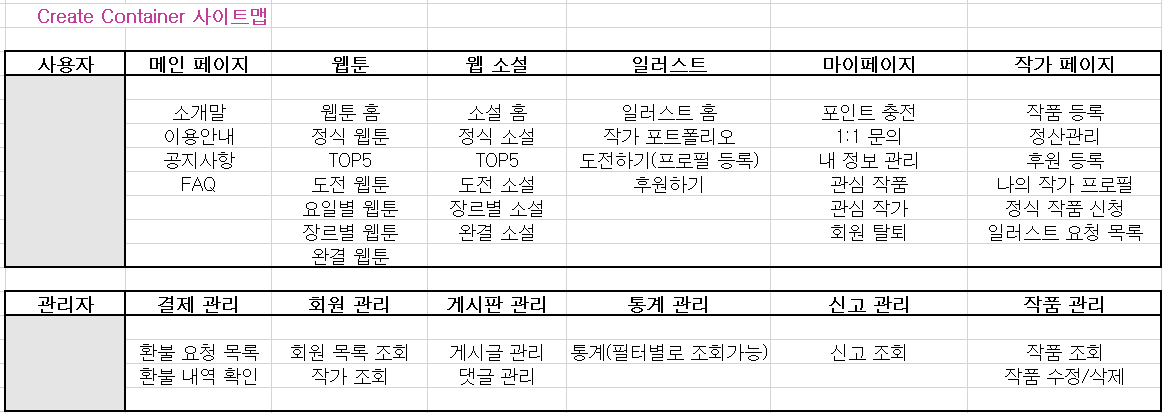 Create Container 사이트맵
사용자 메인 페이지 웹툰 웹 소설 일러스트 마이페이지 작가 페이지
소개말 웹툰 홈 소설 홈 일러스트 홈 포인트 충전 작품 등록
이용안내 정식 웹툰 정식 소설 작가 포트폴리오 1:1 문의 정산관리
공지사항 TOP5 TOP5 도전하기(프로필 등록) 내 정보 관리 후원 등록
FAQ 도전 웹툰 도전 소설 후원하기 관심 작품 나의 작가 프로필
요일별 웹툰 장르별 소설 관심 작가 정식 작품 신청
장르별 웹툰 완결 소설 회원 탈퇴 일러스트 요청 목록
완결 웹툰
관리자 결제 관리 회원 관리 게시판 관리 통계 관리 신고 관리 작품 관리
환불 요청 목록 회원 목록 조회 게시글 관리 통계(필터별로 조회가능) 신고 조회 작품 조회
환불 내역 확인 작가 조회 댓글 관리 작품 수정/삭제